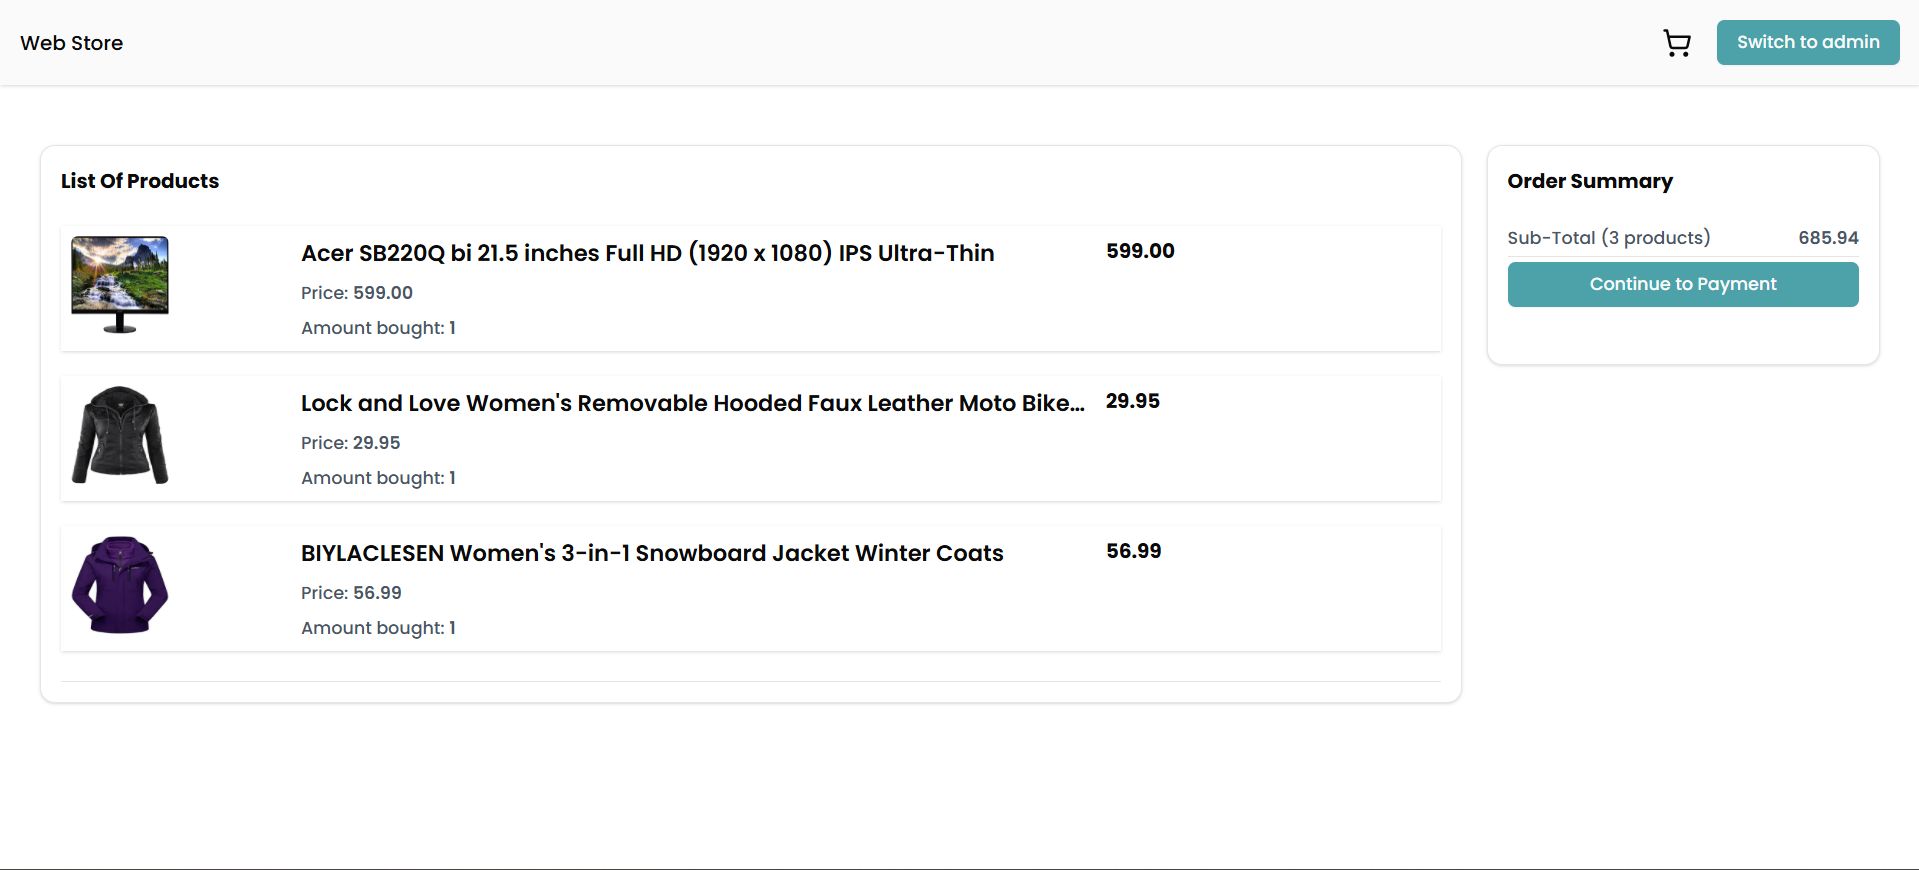 Web Store
Switch to admin
List Of Products
Acer SB220Q bi 21.5 inches Full HD (1920 x 1080) IPS Ultra-Thin
599.00
Price: 599.00
Amount bought: 1
Lock and Love Women's Removable Hooded Faux Leather Moto Bike...
29.95
Price: 29.95
Amount bought: 1
BIYLACLESEN Women's 3-in-1 Snowboard Jacket Winter Coats
56.99
Price: 56.99
Amount bought: 1
Order Summary
Sub-Total (3 products)
685.94
Continue to Payment